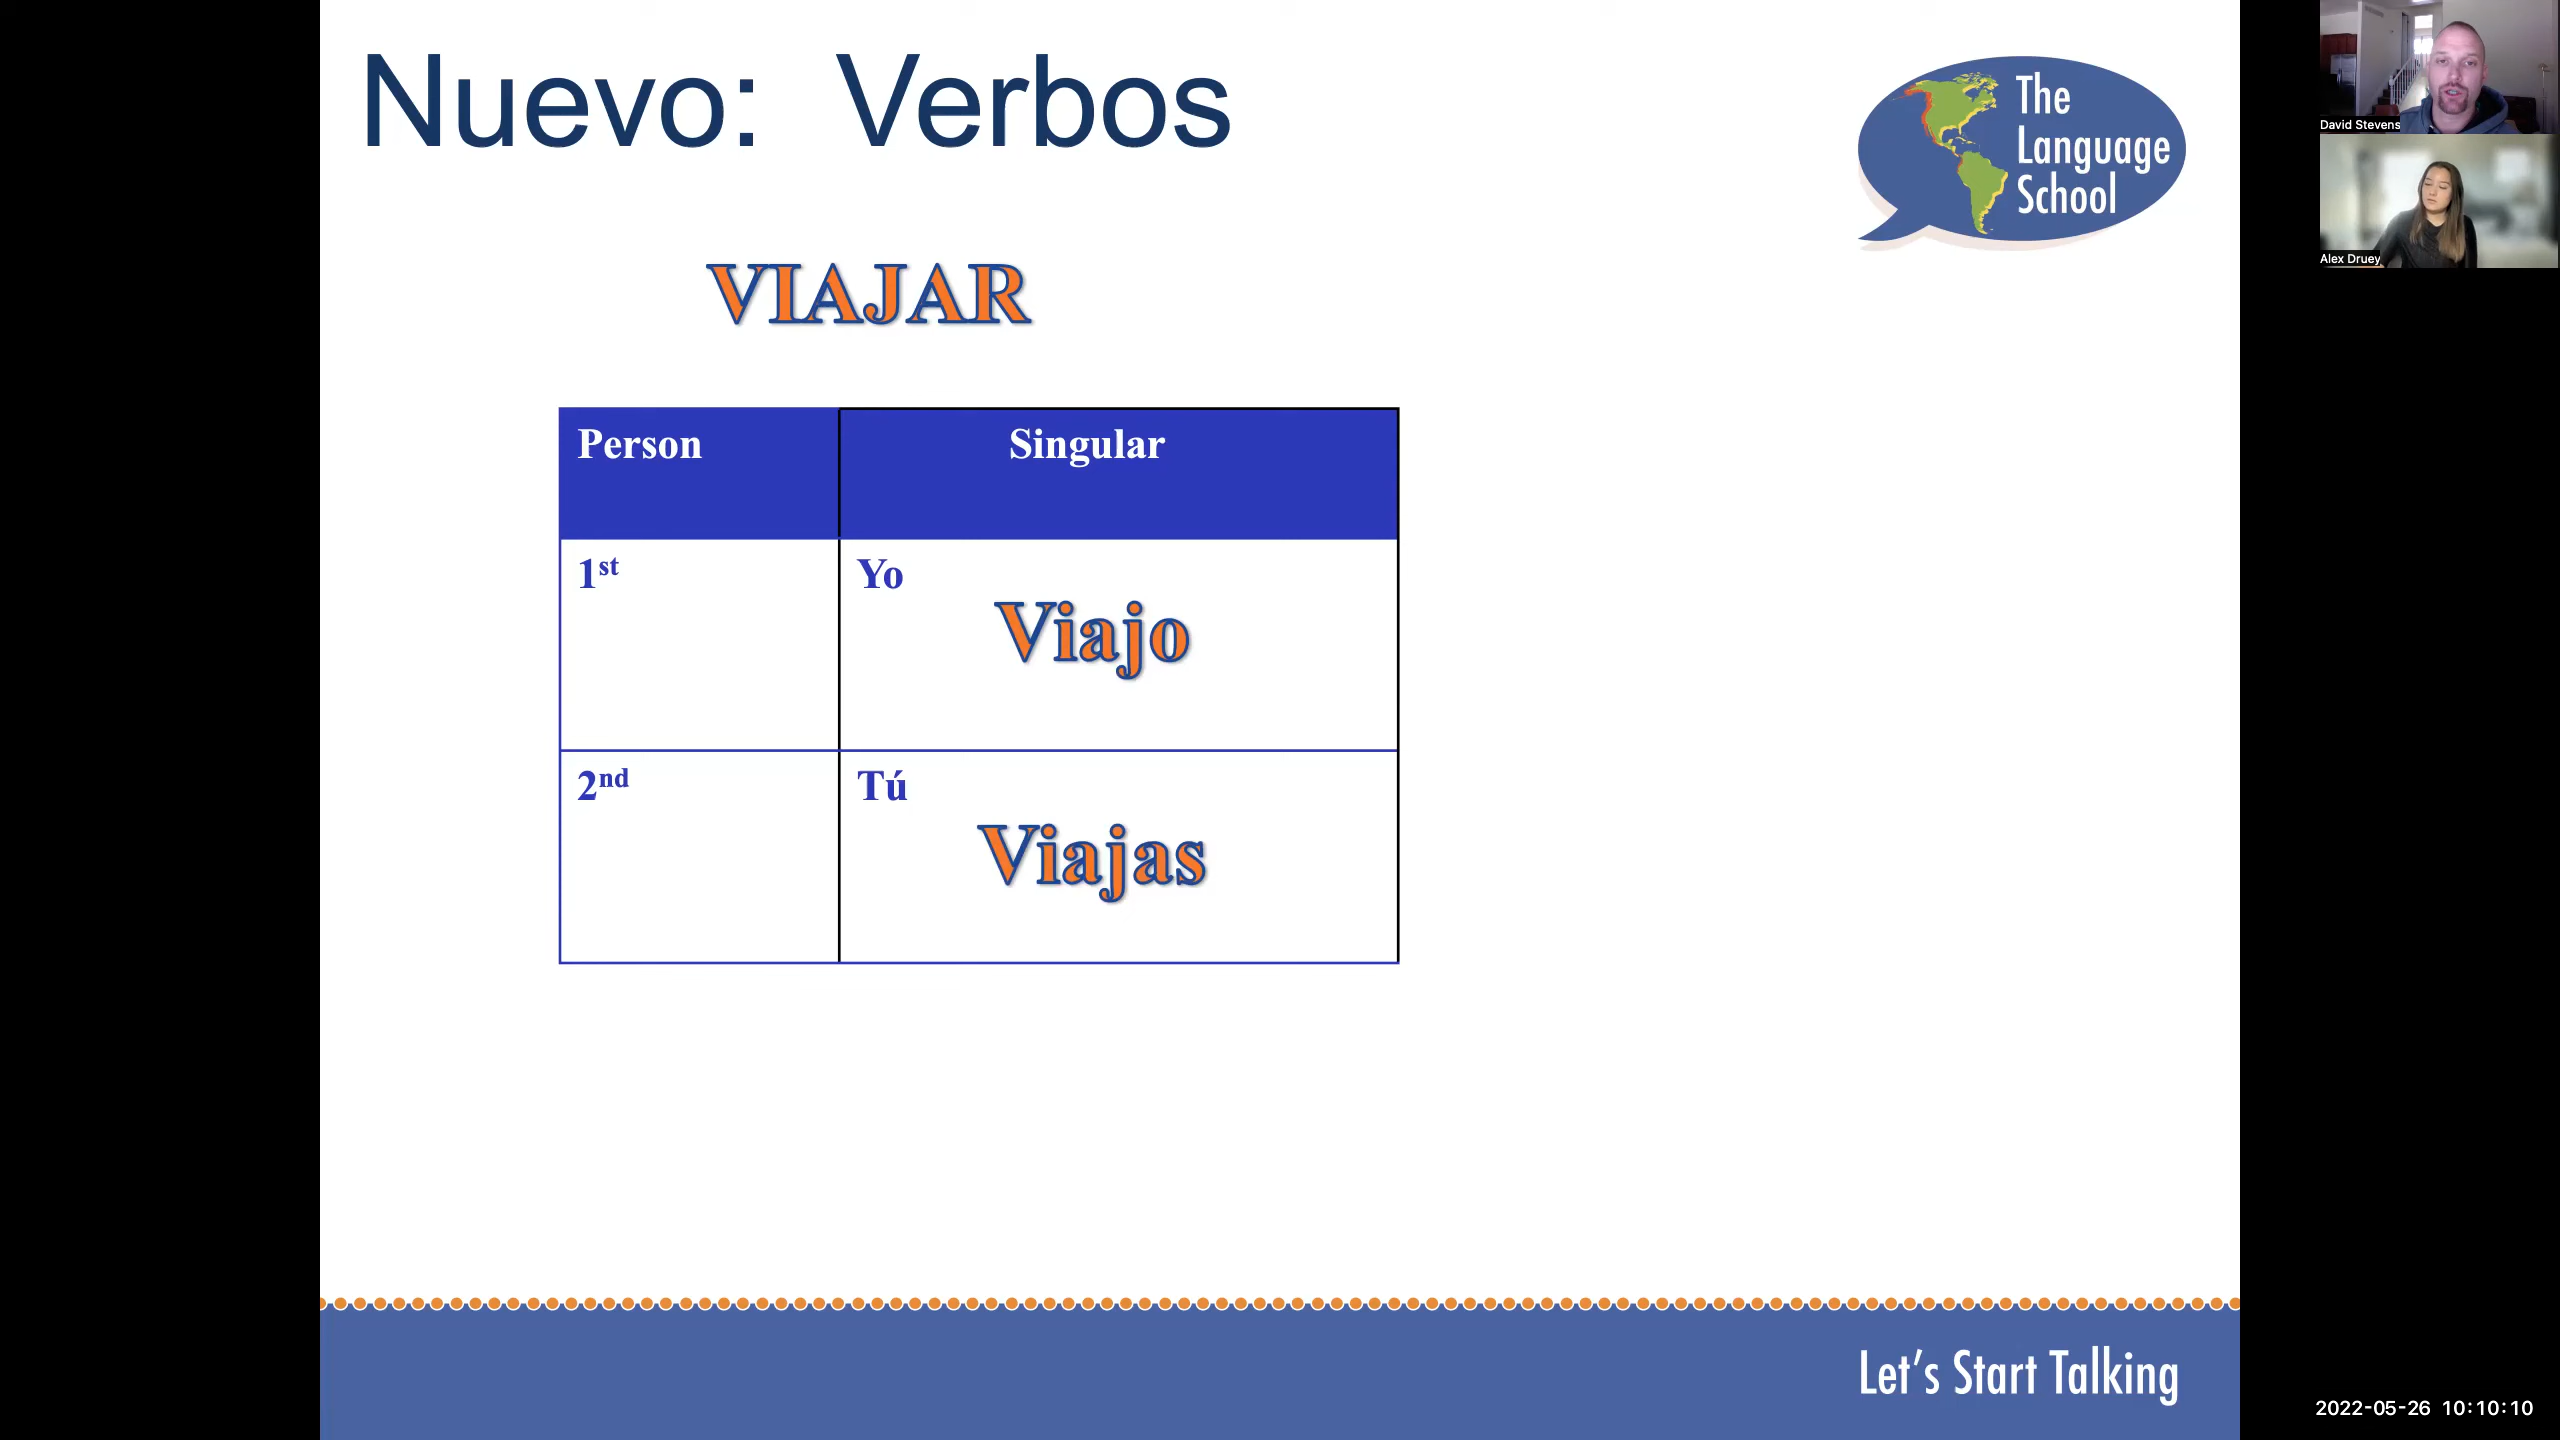 Nuevo: Verbos
The
Language
School
David Stevens
Alex Druey
VIAJAR
Person Singular
1st Yo
Viajo
2nd Tú
Viajas
Let's Start Talking
2022-05-26 10:10:10